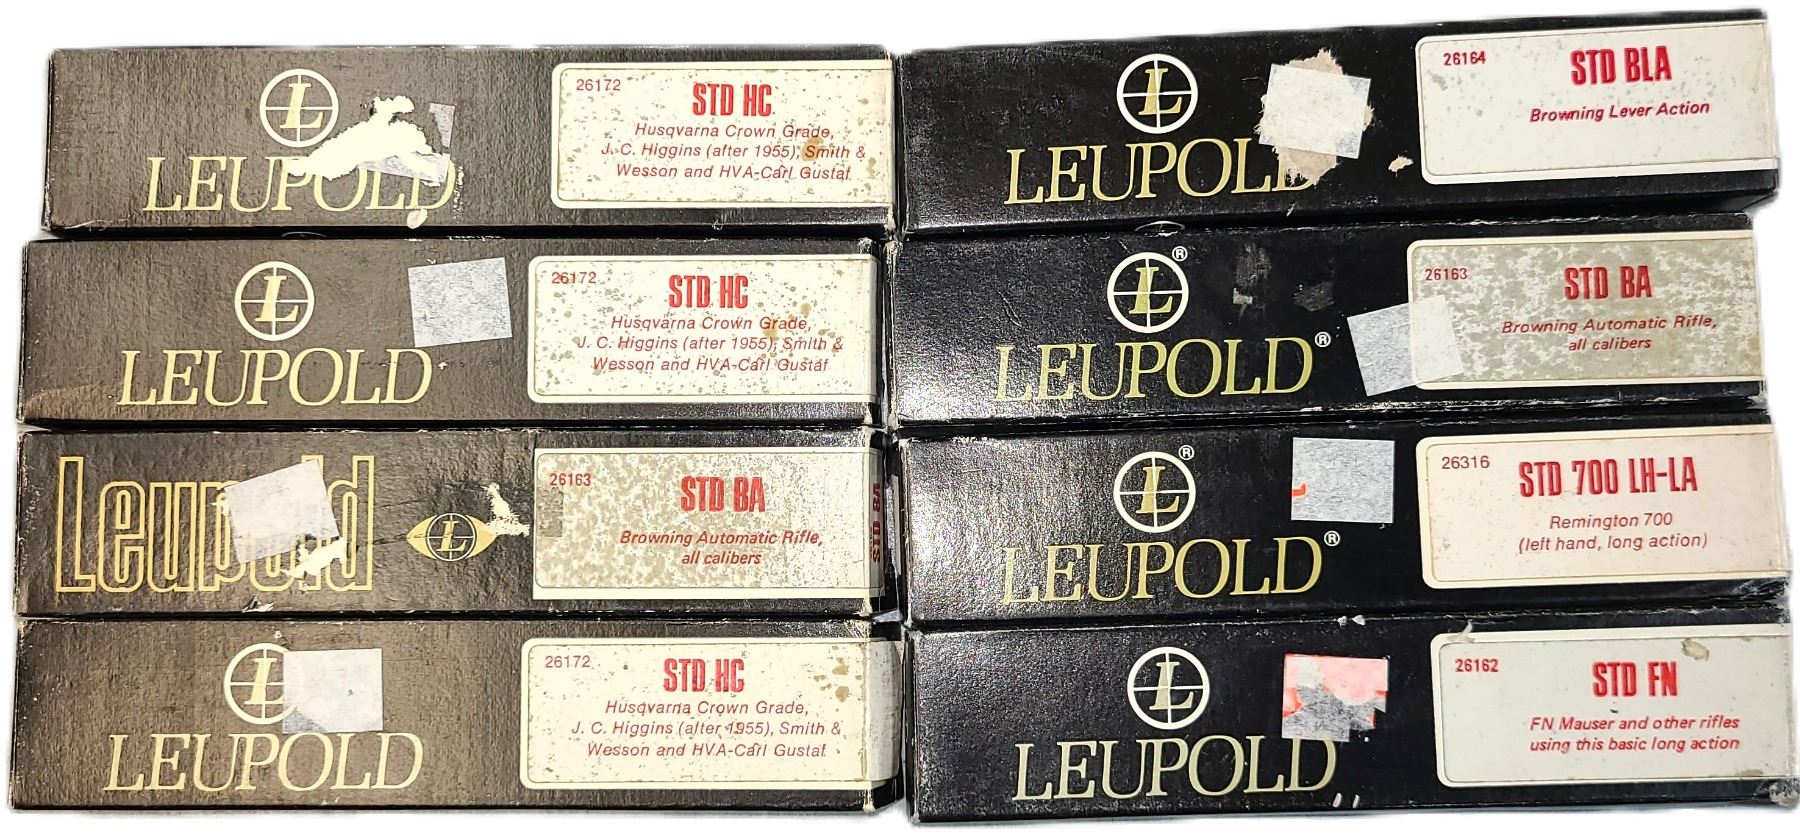 L
LEUPOLD
26172
STD HC
Husqvarna Crown Grade,
J. C. Higgins (after 1955), Smith &
Wesson and HVA-Carl Gustaf
L
LEUPOLD
26172
STD HC
Husqvarna Crown Grade,
J. C. Higgins (after 1955), Smith &
Wesson and HVA-Carl Gustaf
Leupold
L
26163
STD BA
Browning Automatic Rifle,
all calibers
STD BA
L
LEUPOLD
26172
STD HC
Husqvarna Crown Grade,
J. C. Higgins (after 1955), Smith &
Wesson and HVA-Carl Gustaf
L
LEUPOLD
26164
STD BLA
Browning Lever Action
L®
LEUPOLD®
26163
STD BA
Browning Automatic Rifle,
all calibers
L®
LEUPOLD®
26316
STD 700 LH-LA
Remington 700
(left hand, long action)
L
LEUPOLD
26162
STD FN
FN Mauser and other rifles
using this basic long action